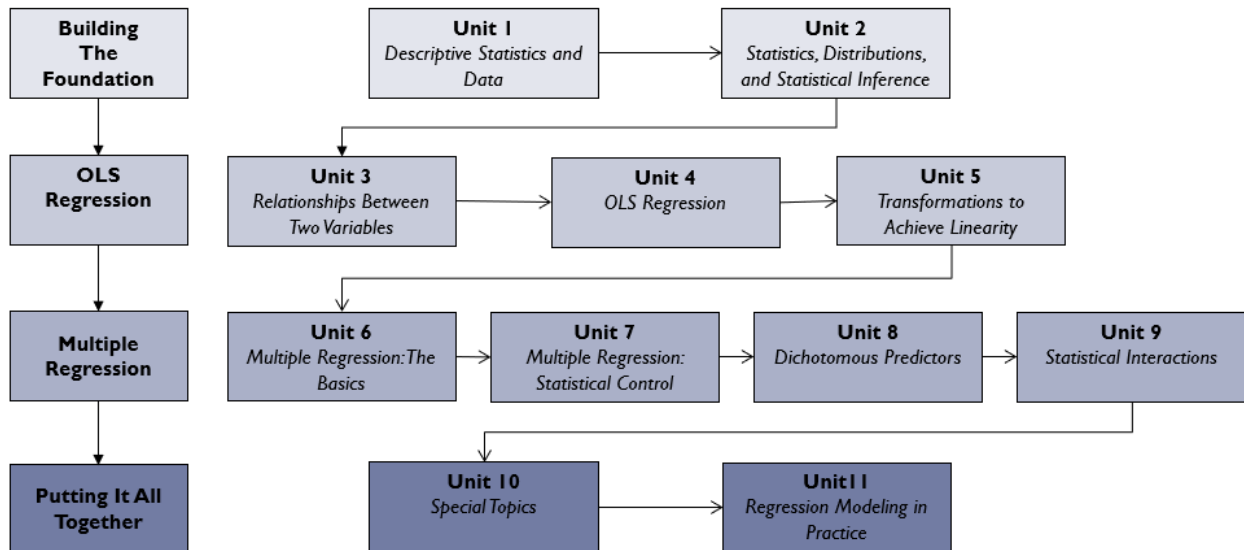 Building
The
Foundation
Unit 1
Descriptive Statistics and
Data
Unit 2
Statistics, Distributions,
and Statistical Inference
OLS
Regression
Unit 3
Relationships Between
Two Variables
Unit 4
OLS Regression
Unit 5
Transformations to
Achieve Linearity
Multiple
Regression
Unit 6
Multiple Regression: The
Basics
Unit 7
Multiple Regression:
Statistical Control
Unit 8
Dichotomous Predictors
Unit 9
Statistical Interactions
Putting It All
Together
Unit 10
Special Topics
Unit11
Regression Modeling in
Practice